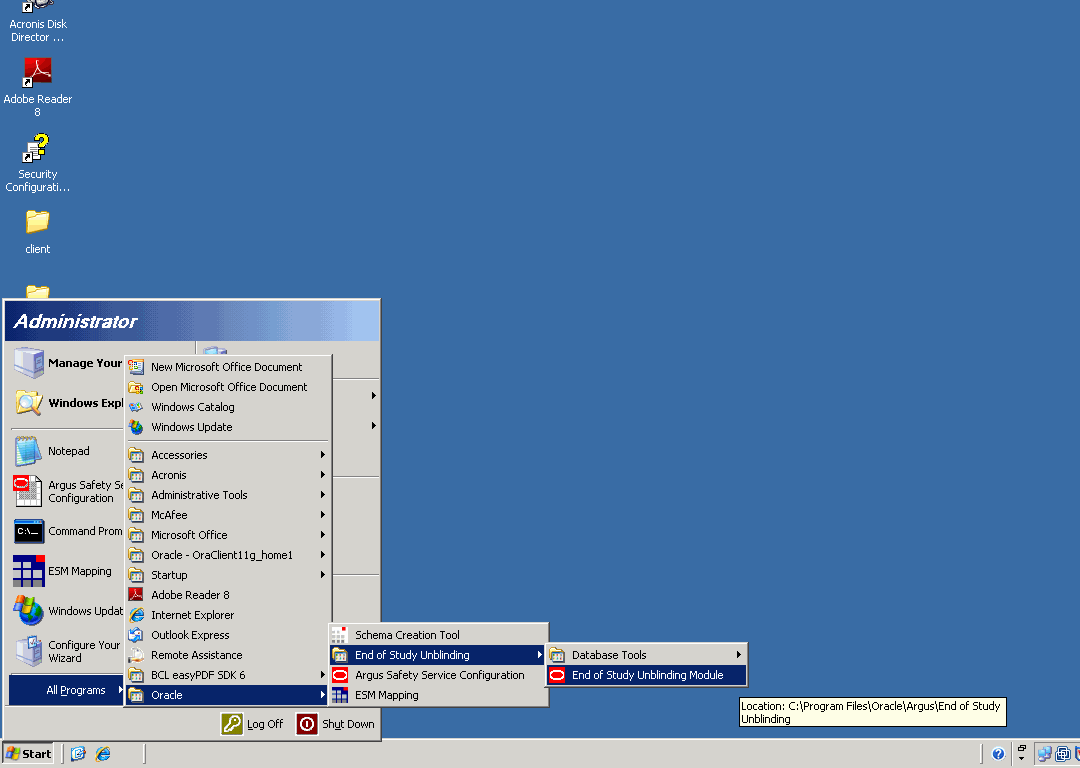 Acronis Disk
Director ...
Adobe Reader
8
Security
Configurati...
client
Administrator
Manage Your
Windows Expl
Notepad
Argus Safety Se
Configuration
Command Prom
C:\_
ESM Mapping
Windows Updat
Configure Your
Wizard
All Programs
New Microsoft Office Document
Open Microsoft Office Document
Windows Catalog
Windows Update
Accessories
Acronis
Administrative Tools
McAfee
Microsoft Office
Oracle - OraClient11g_home1
Startup
Adobe Reader 8
Internet Explorer
Outlook Express
Remote Assistance
BCL easyPDF SDK 6
Oracle
Schema Creation Tool
End of Study Unblinding
Argus Safety Service Configuration
ESM Mapping
Database Tools
End of Study Unblinding Module
Location: C:\Program Files\Oracle\Argus\End of Study
Unblinding
Log Off
Shut Down
Start